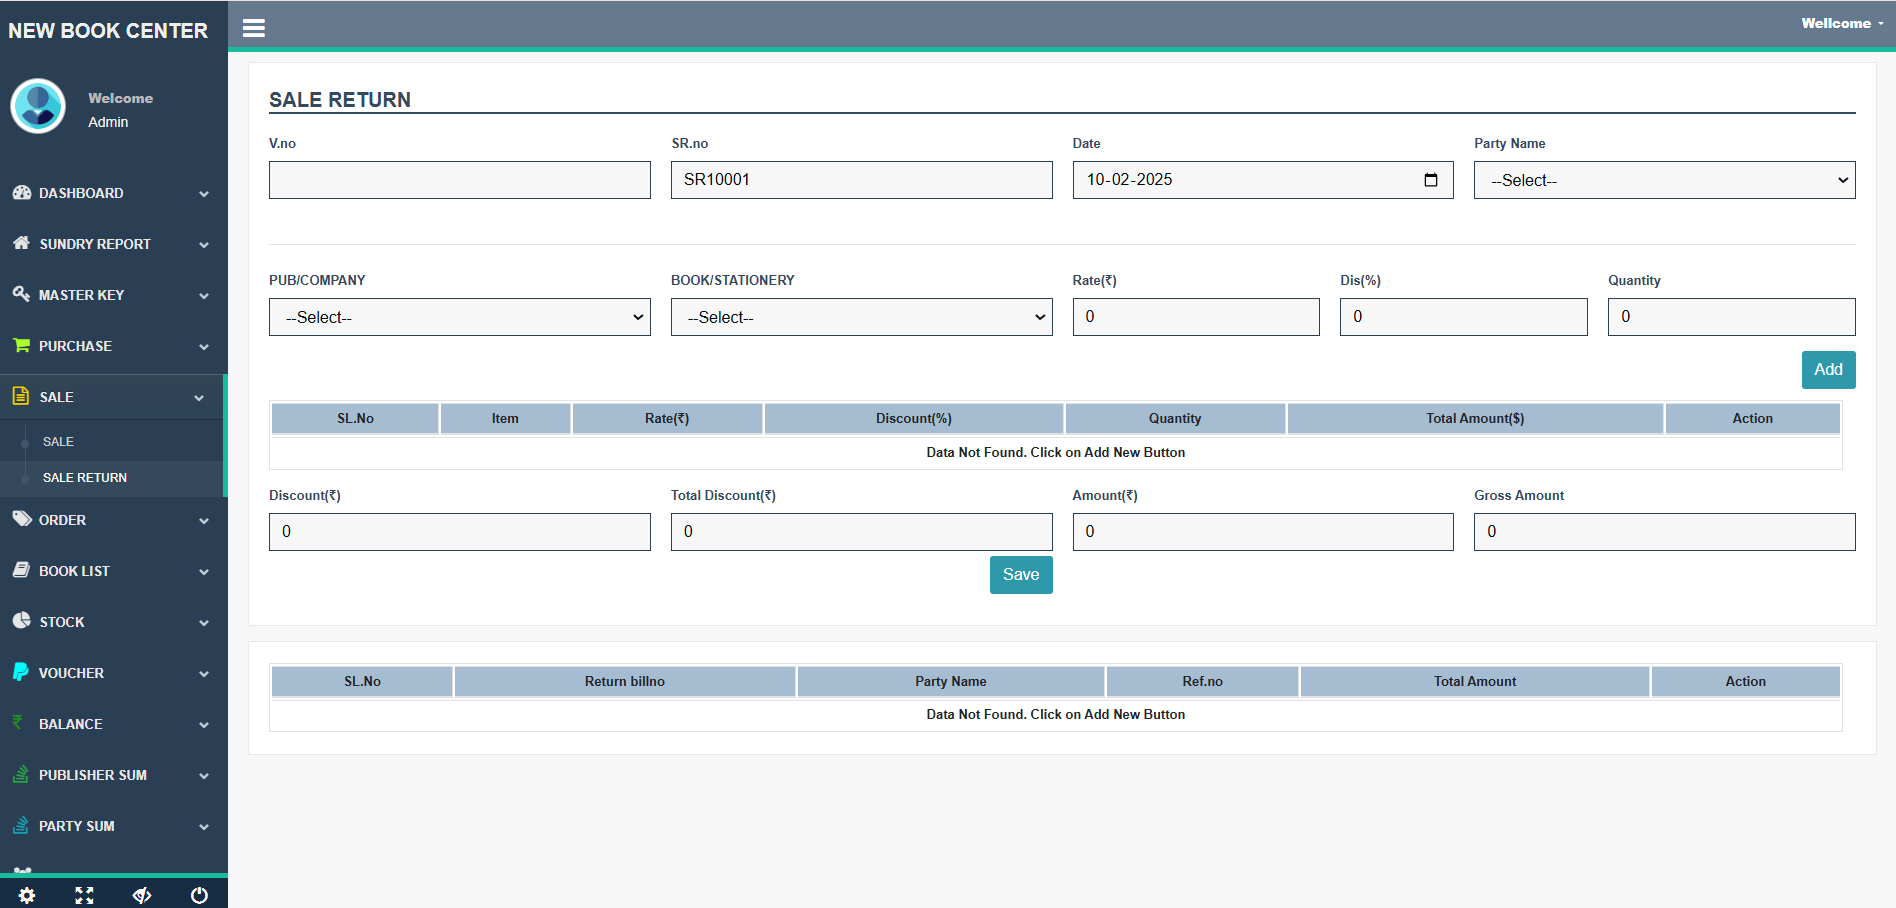 NEW BOOK CENTER
Wellcome
Welcome
Admin
DASHBOARD
SUNDRY REPORT
MASTER KEY
PURCHASE
SALE
SALE
SALE RETURN
ORDER
BOOK LIST
STOCK
VOUCHER
BALANCE
PUBLISHER SUM
PARTY SUM
SALE RETURN
V.no SR.no Date Party Name
SR10001 10-02-2025 --Select--
PUB/COMPANY BOOK/STATIONERY Rate(₹) Dis(%) Quantity
--Select-- --Select-- 0 0 0
Add
SL.No Item Rate(₹) Discount(%) Quantity Total Amount($) Action
Data Not Found. Click on Add New Button
Discount(₹) Total Discount(₹) Amount(₹) Gross Amount
0 0 0 0
Save
SL.No Return billno Party Name Ref.no Total Amount Action
Data Not Found. Click on Add New Button